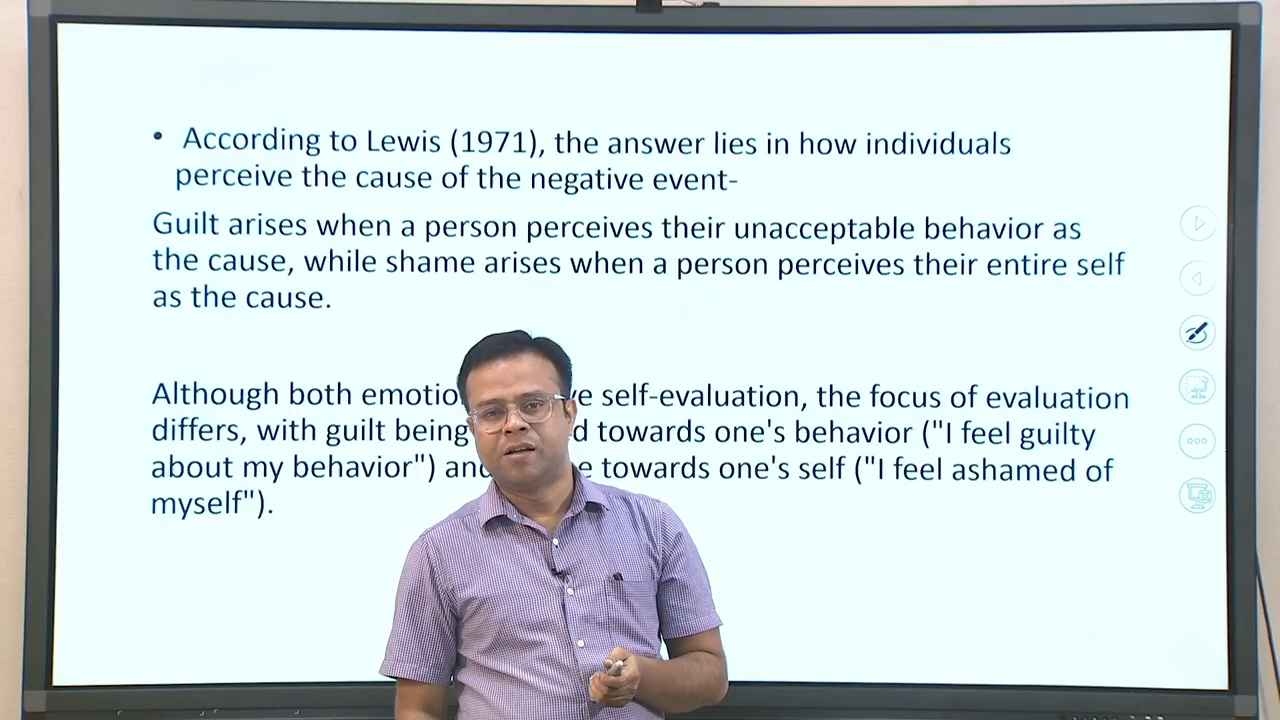 • According to Lewis (1971), the answer lies in how individuals
perceive the cause of the negative event-
Guilt arises when a person perceives their unacceptable behavior as
the cause, while shame arises when a person perceives their entire self
as the cause.
Although both self-evaluation, the focus of evaluation
differs, with guilt being towards one's behavior ("I feel guilty
about my behavior") towards one's self ("I feel ashamed of
myself").